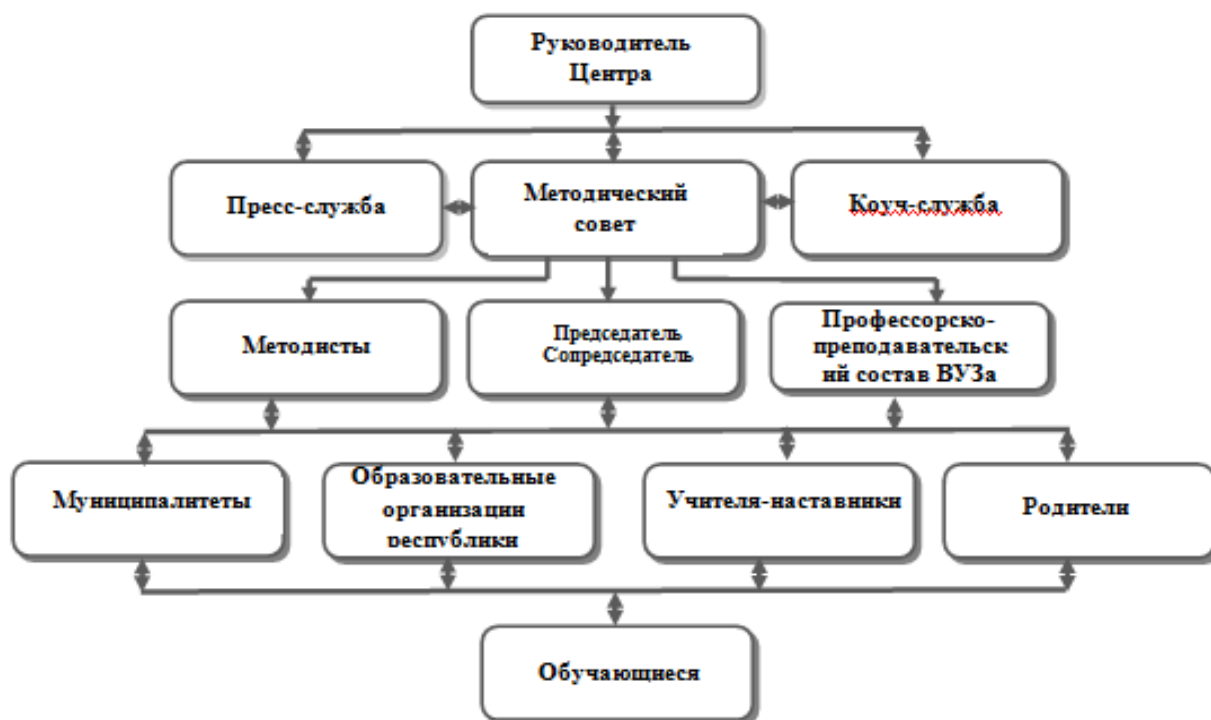 Руководитель
Центра
Пресс-служба
Методический
совет
Коуч-служба
Методисты
Председатель
Сопредседатель
Профессорско-
преподавательск
ий состав ВУЗа
Муниципалитеты
Образовательные
организации
республики
Учителя-наставники
Родители
Обучающиеся